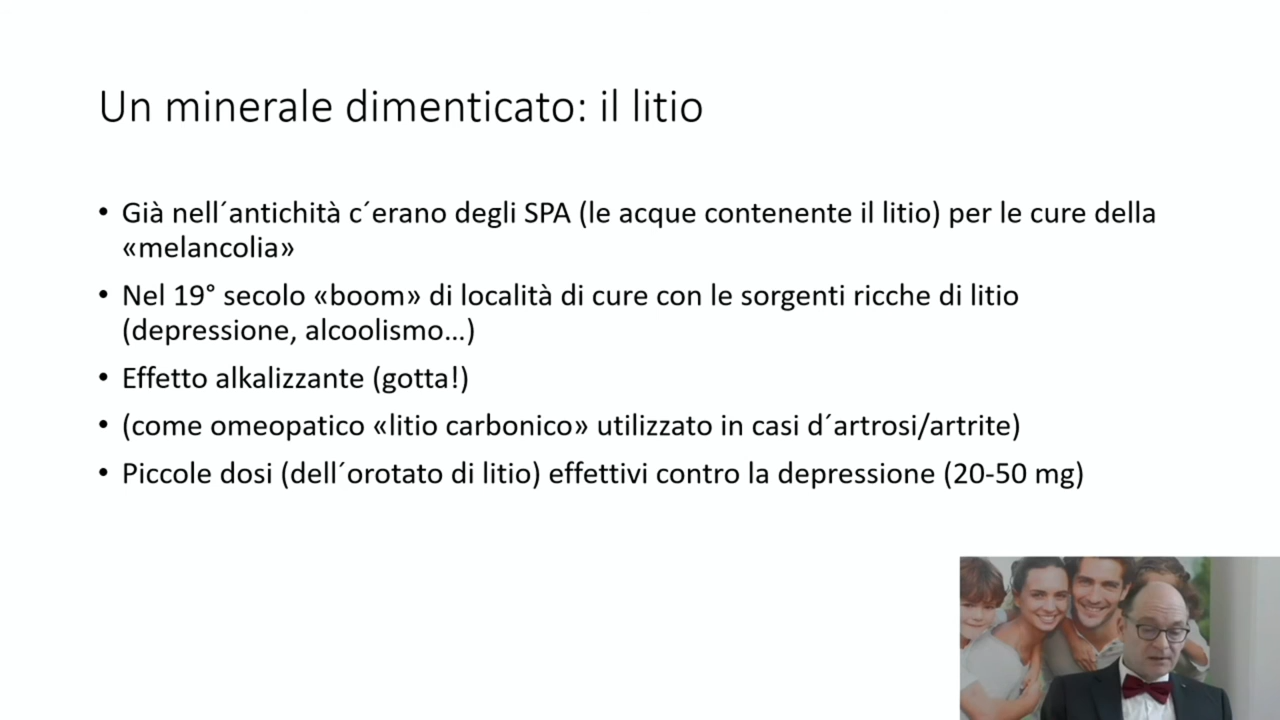 Un minerale dimenticato: il litio
• Già nell´antichità c´erano degli SPA (le acque contenente il litio) per le cure della
«melancolia»
• Nel 19° secolo «boom» di località di cure con le sorgenti ricche di litio
(depressione, alcoolismo…)
• Effetto alkalizzante (gotta!)
• (come omeopatico «litio carbonico» utilizzato in casi d´artrosi/artrite)
• Piccole dosi (dell´orotato di litio) effettivi contro la depressione (20-50 mg)